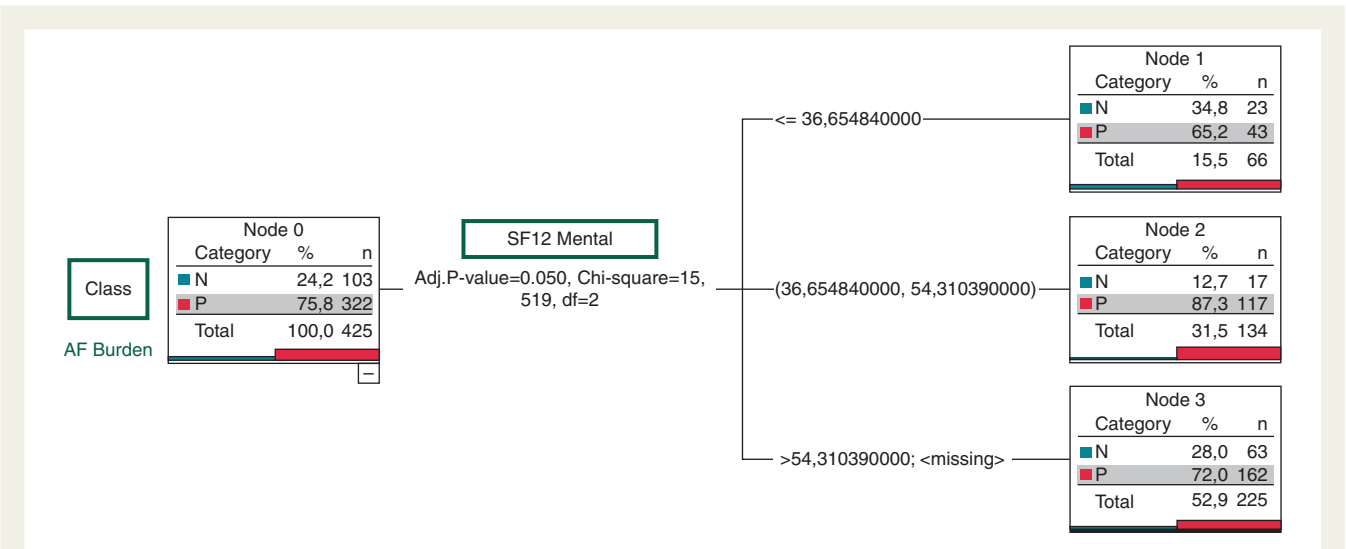 Class
AF Burden
Node 0
Category % n
N 24,2 103
P 75,8 322
Total 100,0 425
–
SF12 Mental
Adj.P-value=0.050, Chi-square=15,
519, df=2
<= 36,654840000
(36,654840000, 54,310390000)
>54,310390000; <missing>
Node 1
Category % n
N 34,8 23
P 65,2 43
Total 15,5 66
Node 2
Category % n
N 12,7 17
P 87,3 117
Total 31,5 134
Node 3
Category % n
N 28,0 63
P 72,0 162
Total 52,9 225